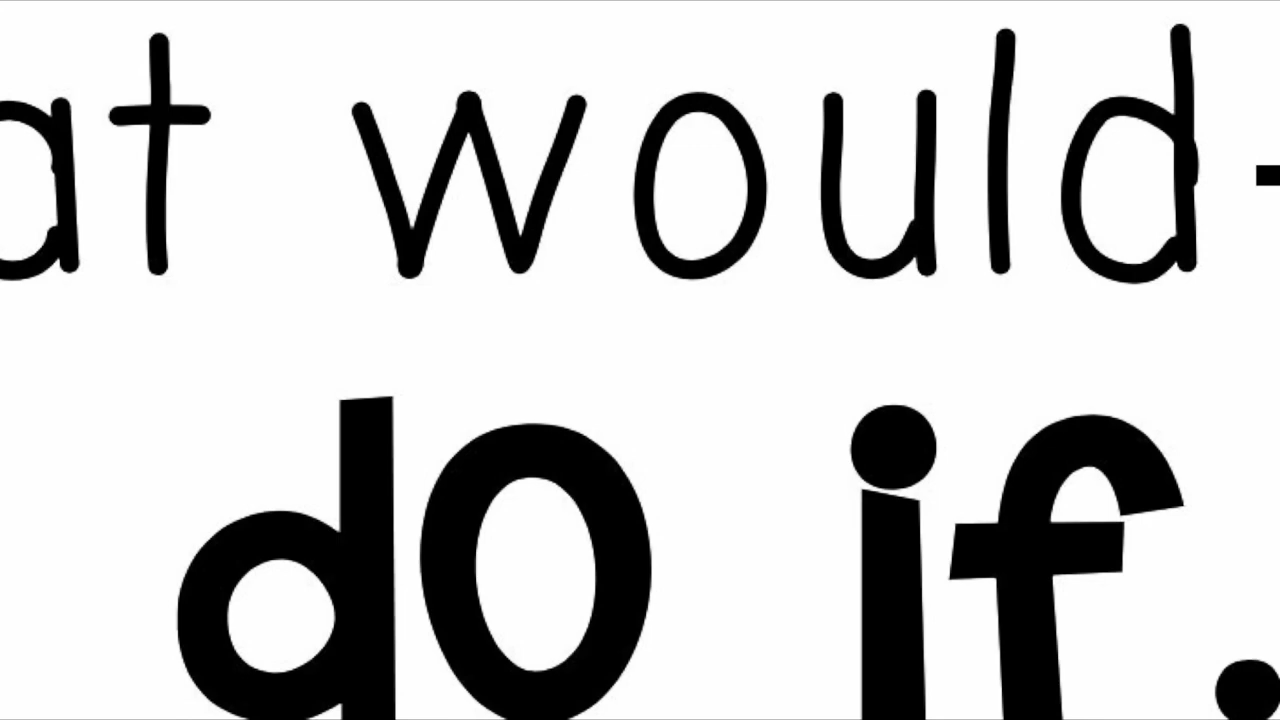 at would-
do if.